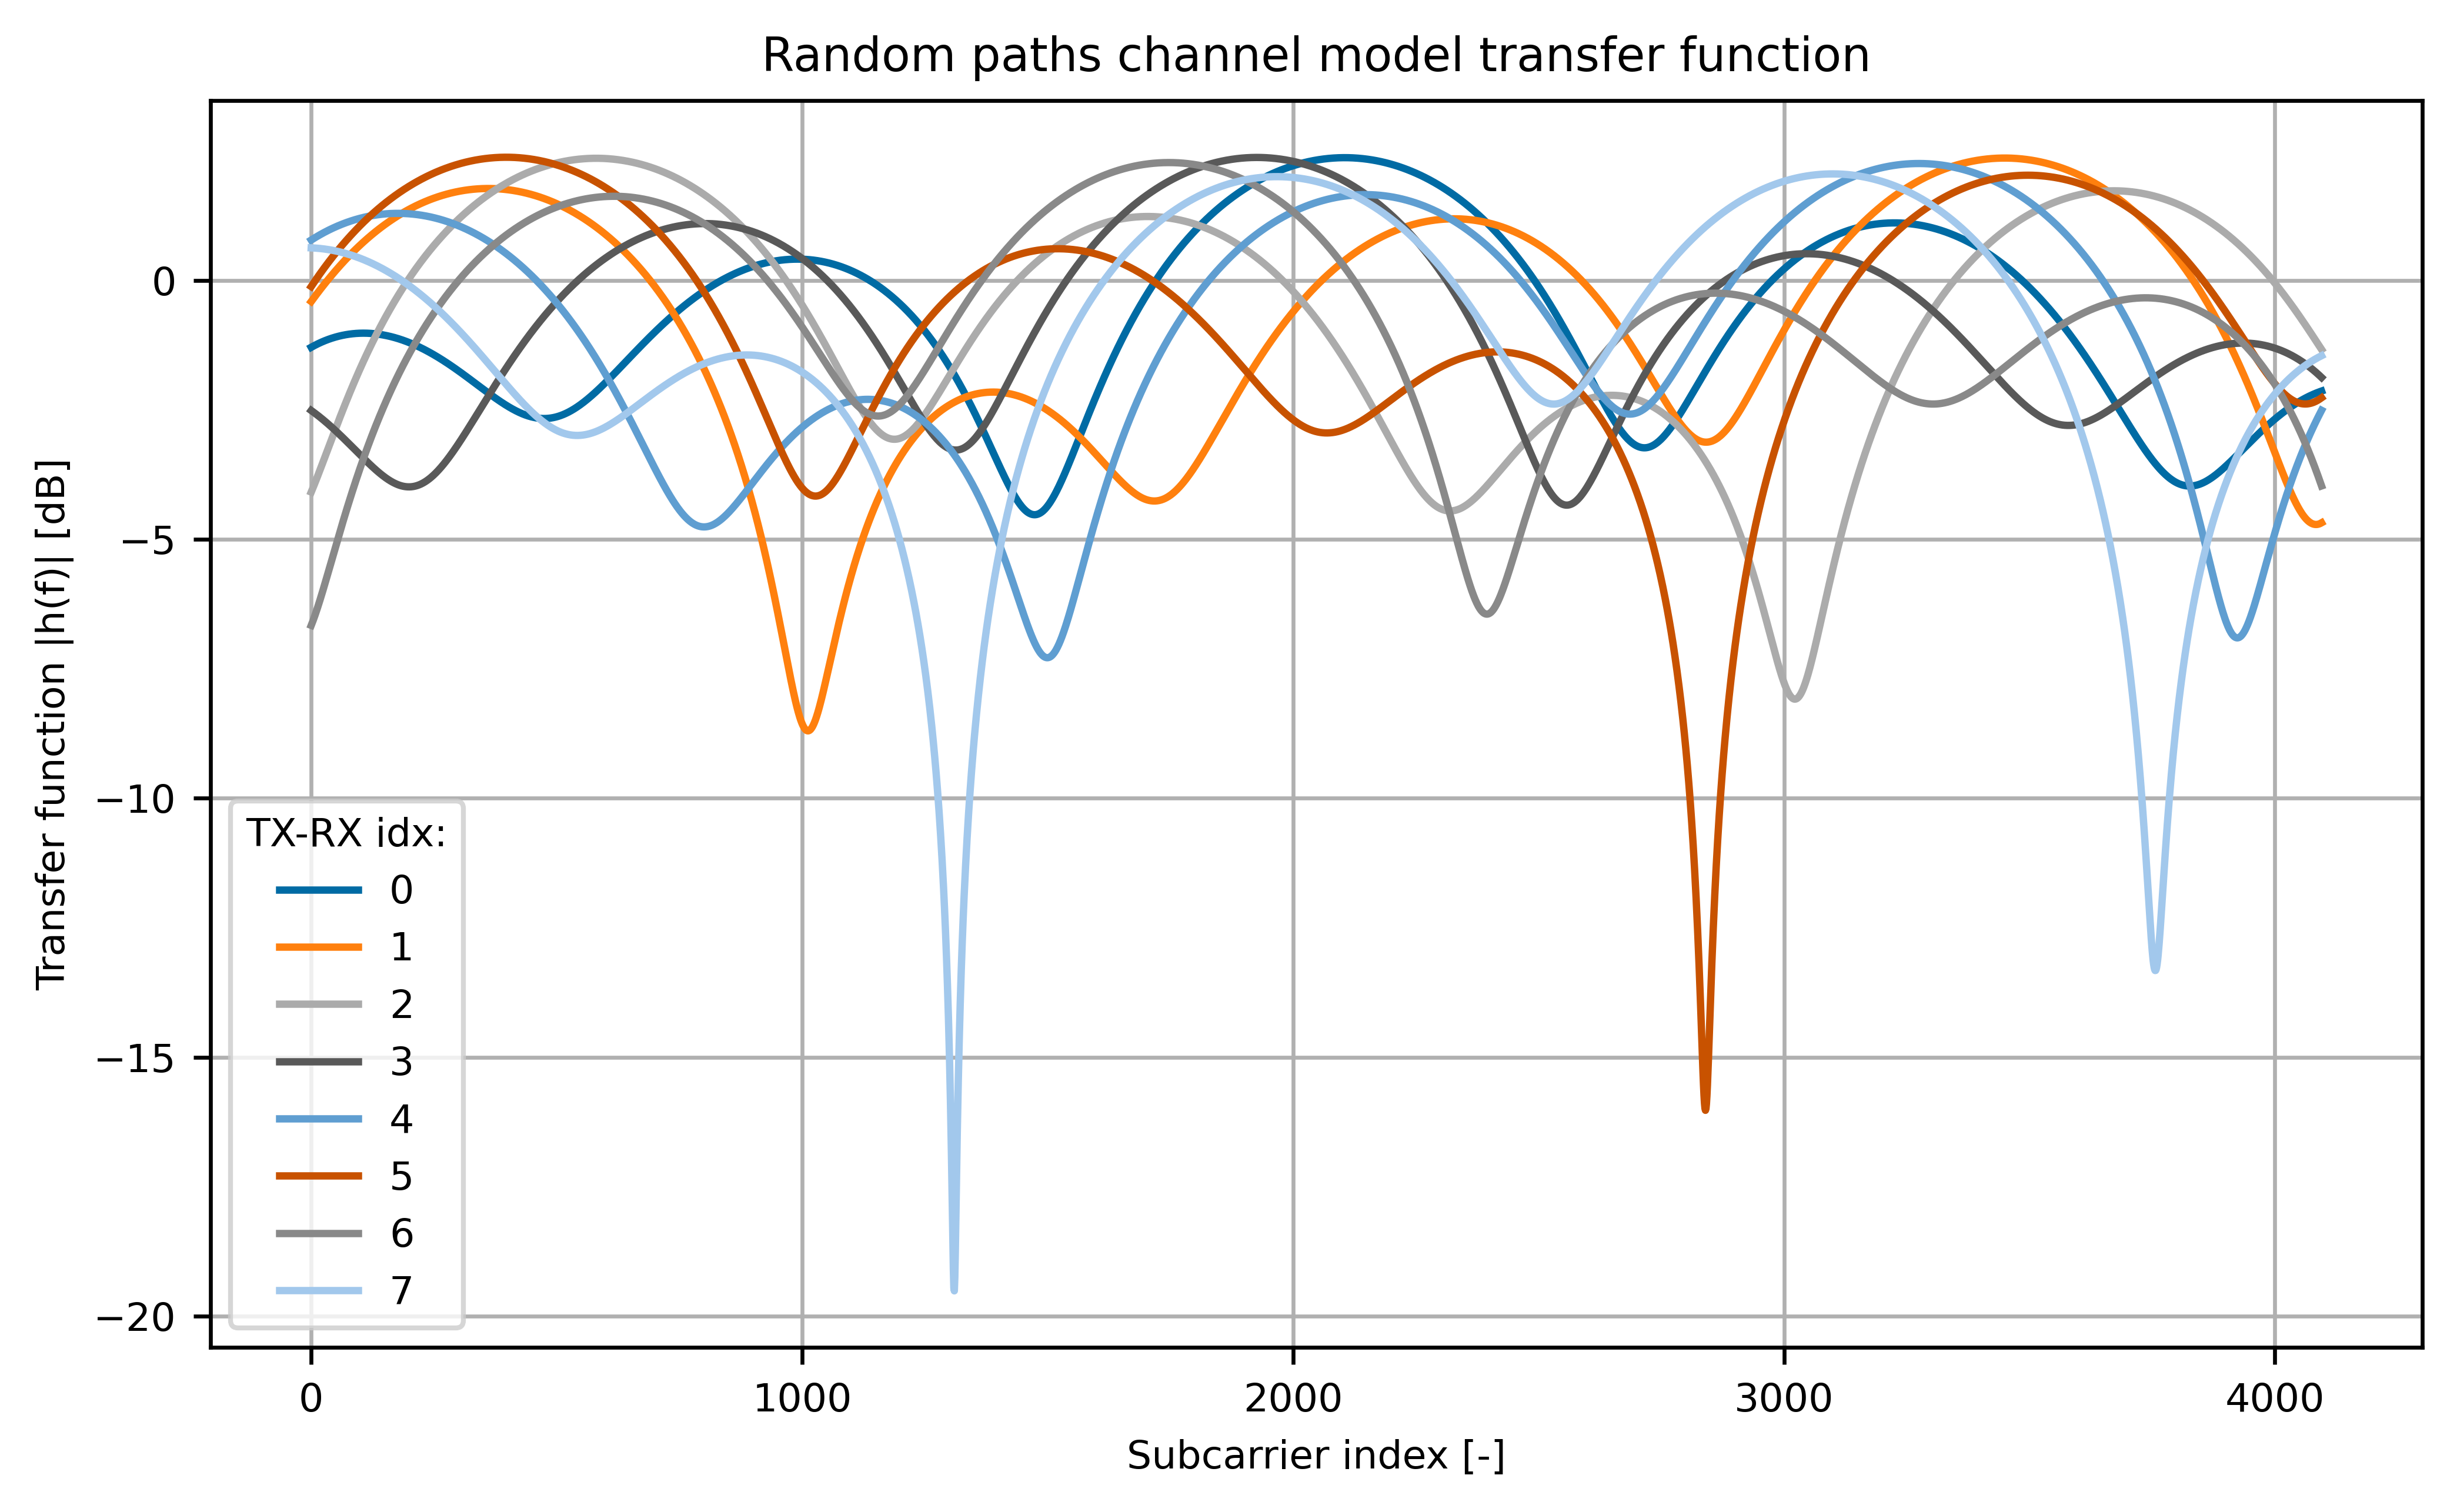 Random paths channel model transfer function
Transfer function |h(f)| [dB]
0
−5
−10
−15
−20
TX-RX idx:
0
1
2
3
4
5
6
7
0 1000 2000 3000 4000
Subcarrier index [-]